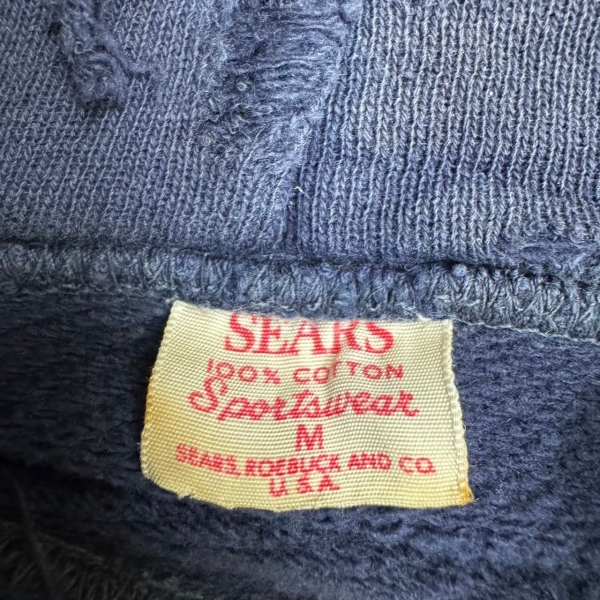 SEARS
100% COTTON
Sportswear
M
SEARS, ROEBUCK AND CO.
U.S.A.